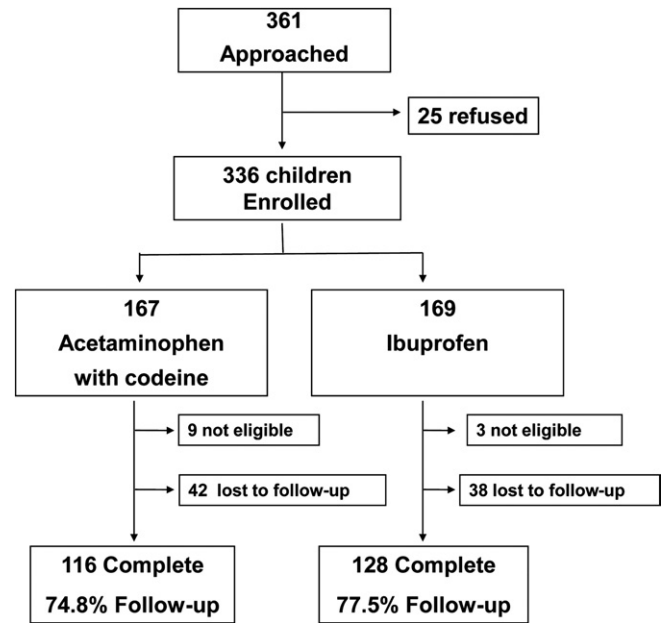 361
Approached
25 refused
336 children
Enrolled
167
Acetaminophen
with codeine
169
Ibuprofen
9 not eligible
3 not eligible
42 lost to follow-up
38 lost to follow-up
116 Complete
74.8% Follow-up
128 Complete
77.5% Follow-up